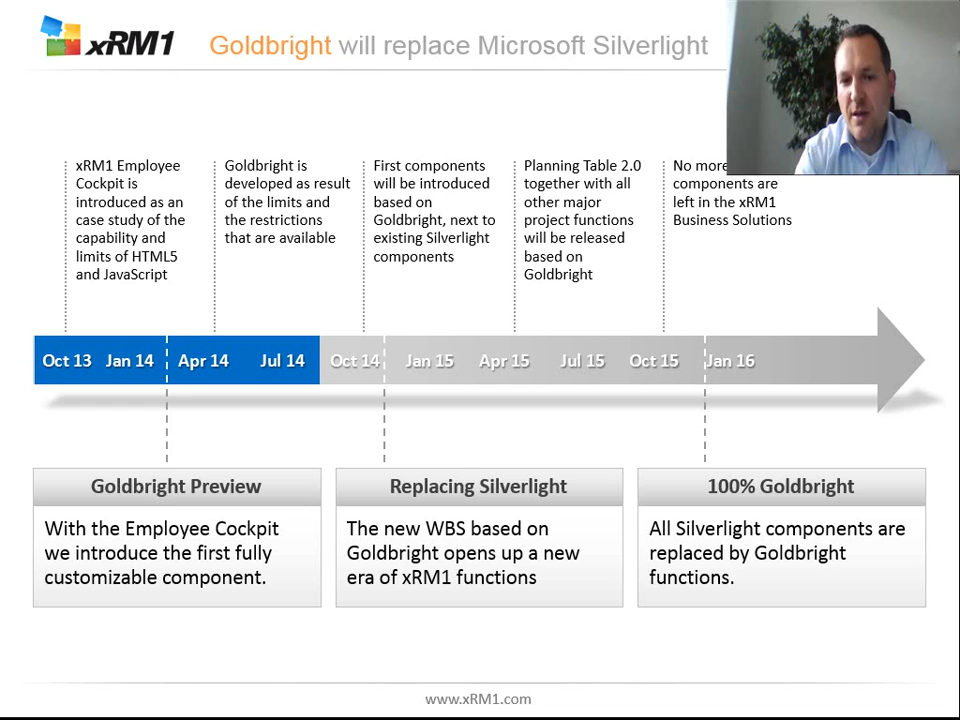 xRM1
Goldbright will replace Microsoft Silverlight
xRM1 Employee
Cockpit is
introduced as an
case study of the
capability and
limits of HTML5
and JavaScript
Goldbright is
developed as result
of the limits and
the restrictions
that are available
First components
will be introduced
based on
Goldbright, next to
existing Silverlight
components
Planning Table 2.0
together with all
other major
project functions
will be released
based on
Goldbright
No more
components are
left in the xRM1
Business Solutions
Oct 13 Jan 14 Apr 14 Jul 14 Oct 14 Jan 15 Apr 15 Jul 15 Oct 15 Jan 16
Goldbright Preview
With the Employee Cockpit
we introduce the first fully
customizable component.
Replacing Silverlight
The new WBS based on
Goldbright opens up a new
era of xRM1 functions
100% Goldbright
All Silverlight components are
replaced by Goldbright
functions.
www.xRM1.com